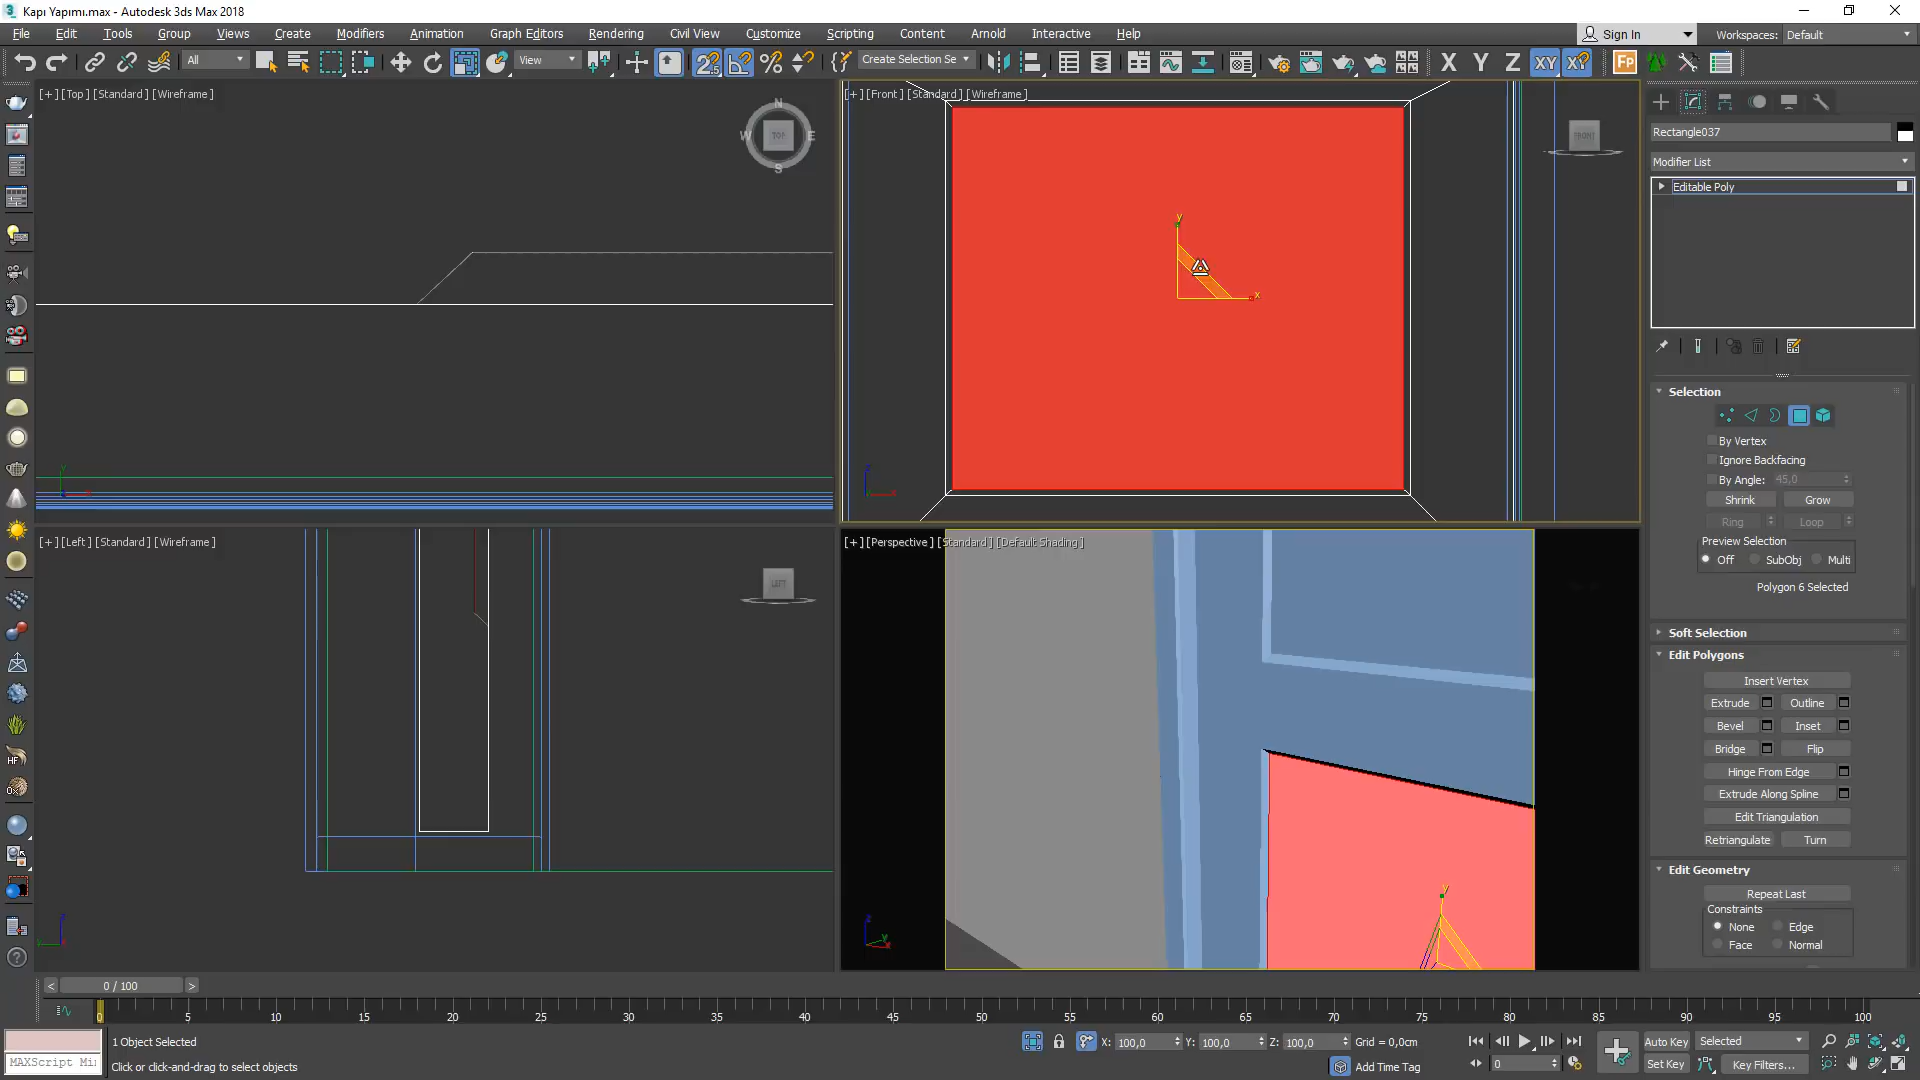 Kapı Yapımı.max - Autodesk 3ds Max 2018
File Edit Tools Group Views Create Modifiers Animation Graph Editors Rendering Civil View Customize Scripting Content Arnold Interactive Help
Sign In Workspaces: Default
All View Create Selection Se X Y Z XY XY
[+] [Top] [Standard] [Wireframe]
[+] [Front] [Standard] [Wireframe]
N
W TOP E
S
FRONT
Rectangle037
Modifier List
Editable Poly
y
x
Selection
By Vertex
Ignore Backfacing
By Angle: 45,0
Shrink Grow
Ring Loop
Preview Selection
Off SubObj Multi
Polygon 6 Selected
[+] [Left] [Standard] [Wireframe]
[+] [Perspective] [Standard] [Default Shading]
LEFT
Soft Selection
Edit Polygons
Insert Vertex
Extrude Outline
Bevel Inset
Bridge Flip
Hinge From Edge
Extrude Along Spline
Edit Triangulation
Retriangulate Turn
Edit Geometry
Repeat Last
Constraints
None Edge
Face Normal
y
< 0 / 100 >
0 5 10 15 20 25 30 35 40 45 50 55 60 65 70 75 80 85 90 95 100
1 Object Selected X: 100,0 Y: 100,0 Z: 100,0 Grid = 0,0cm Auto Key Selected
MAXScript Mi Click or click-and-drag to select objects Add Time Tag 0 Set Key Key Filters...